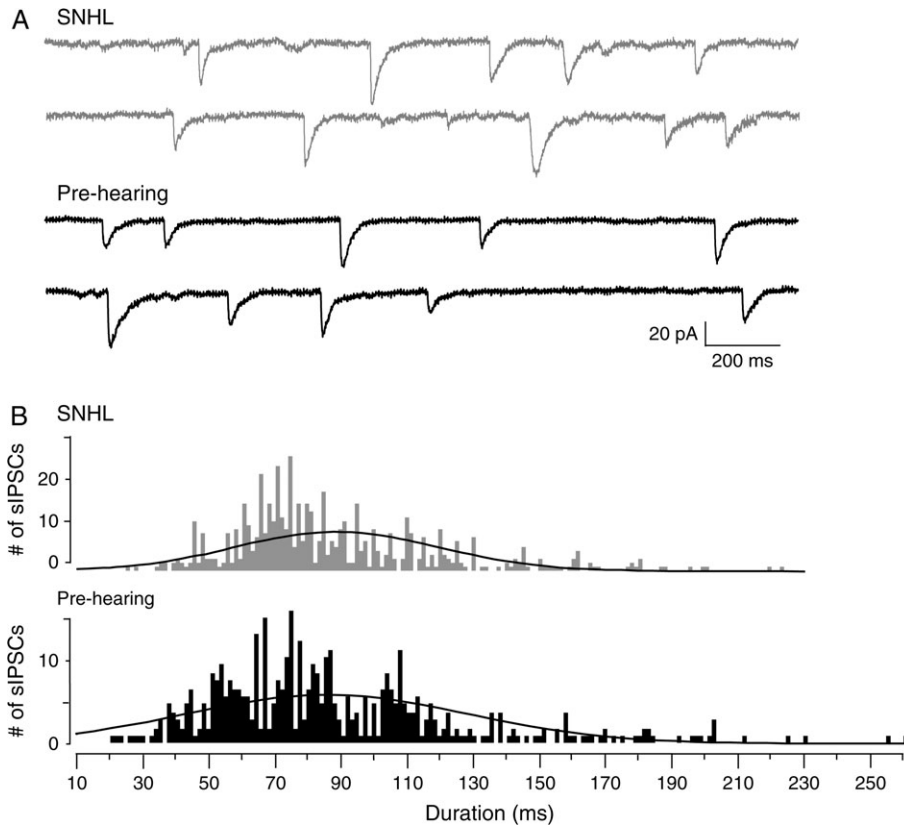 A
SNHL
Pre-hearing
20 pA
200 ms
B
SNHL
# of sIPSCs
20
10
0
Pre-hearing
# of sIPSCs
10
0
10 30 50 70 90 110 130 150 170 190 210 230 250
Duration (ms)